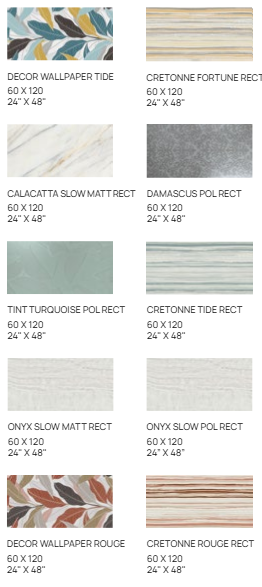 DECOR WALLPAPER TIDE
60 X 120
24" X 48"
CRETONNE FORTUNE RECT
60 X 120
24" X 48"
CALACATTA SLOW MATT RECT
60 X 120
24" X 48"
DAMASCUS POL RECT
60 X 120
24" X 48"
TINT TURQUOISE POL RECT
60 X 120
24" X 48"
CRETONNE TIDE RECT
60 X 120
24" X 48"
ONYX SLOW MATT RECT
60 X 120
24" X 48"
ONYX SLOW POL RECT
60 X 120
24" X 48"
DECOR WALLPAPER ROUGE
60 X 120
24" X 48"
CRETONNE ROUGE RECT
60 X 120
24" X 48"